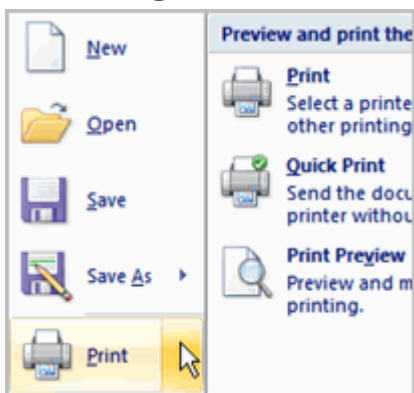 New
Open
Save
Save As
Print
Preview and print the
Print
Select a printe
other printing
Quick Print
Send the docu
printer withou
Print Preview
Preview and m
printing.